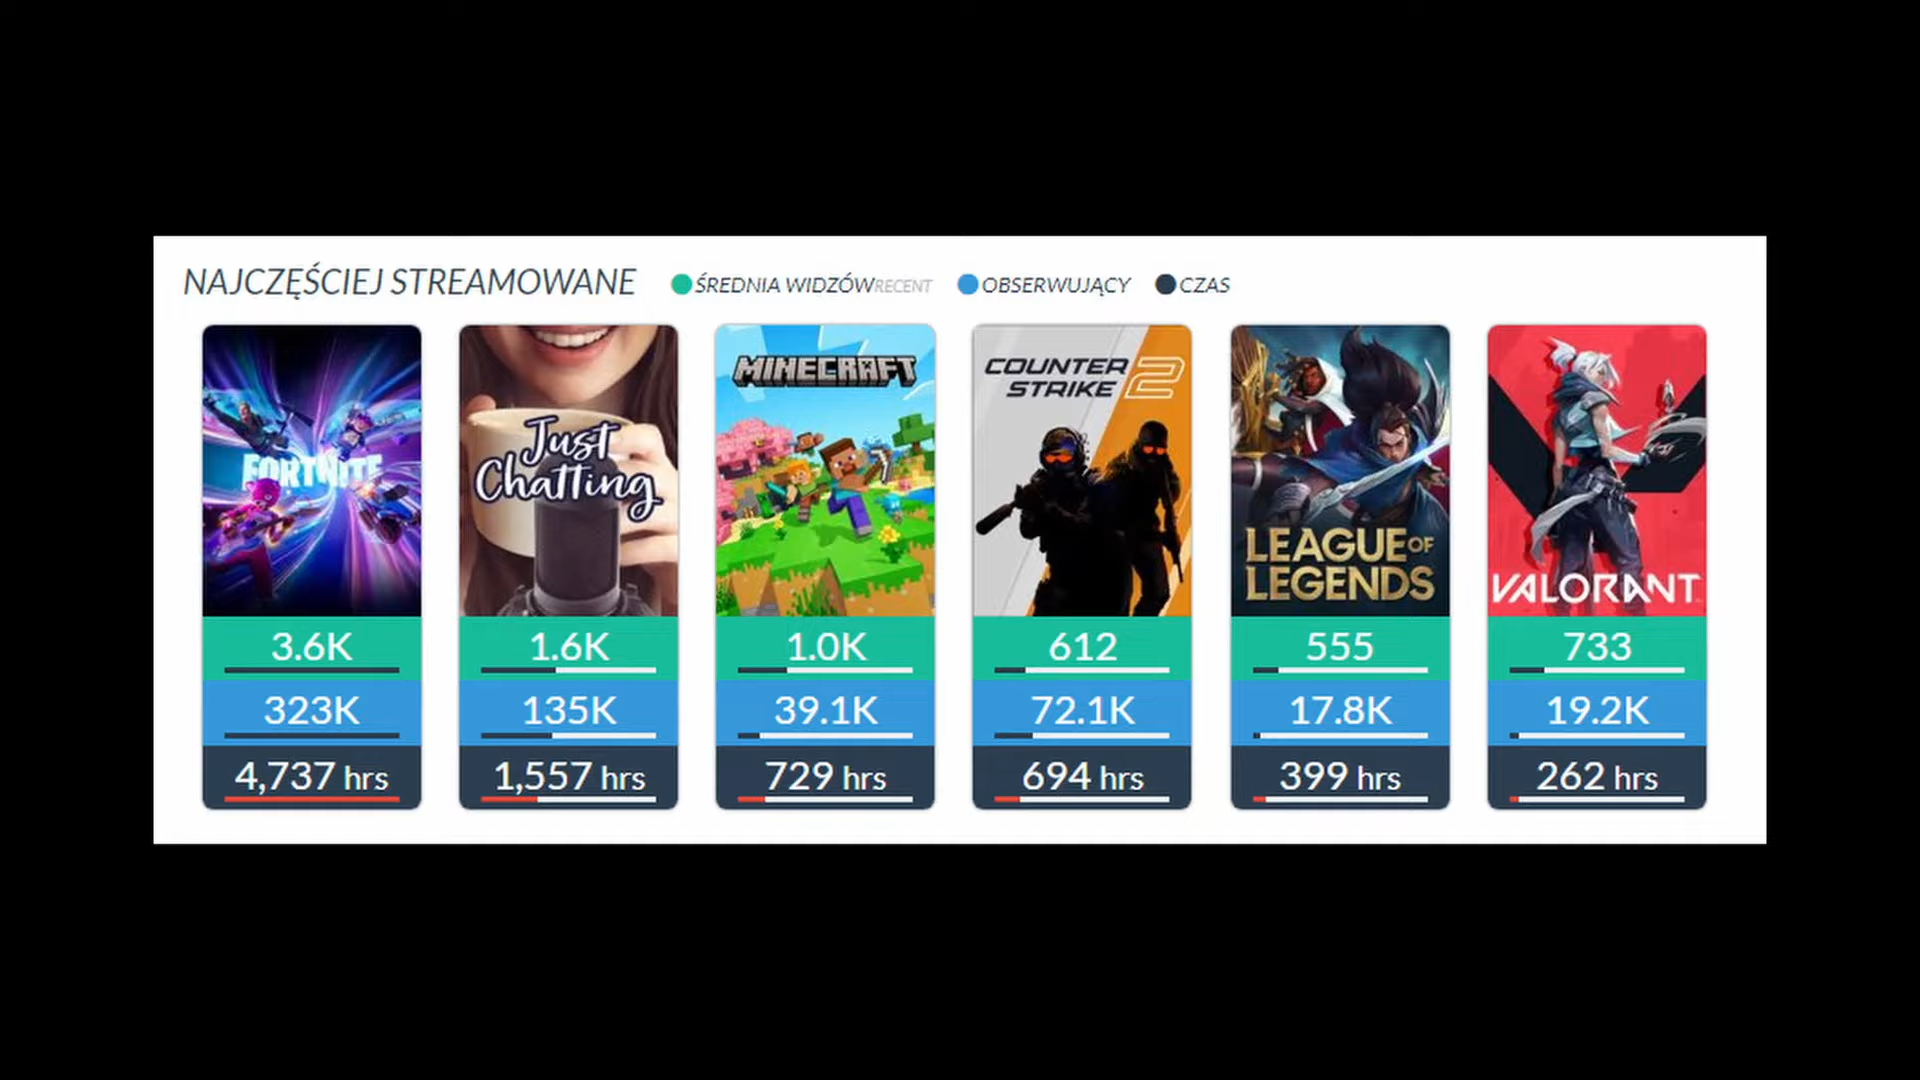 NAJCZĘŚCIEJ STREAMOWANE
ŚREDNIA WIDZÓWRECENT
OBSERWUJĄCY
CZAS
FORTNITE
3.6K
323K
4,737 hrs
Just
Chatting
1.6K
135K
1,557 hrs
MINECRAFT
1.0K
39.1K
729 hrs
COUNTER
STRIKE 2
612
72.1K
694 hrs
LEAGUE OF
LEGENDS
555
17.8K
399 hrs
VALORANT
733
19.2K
262 hrs